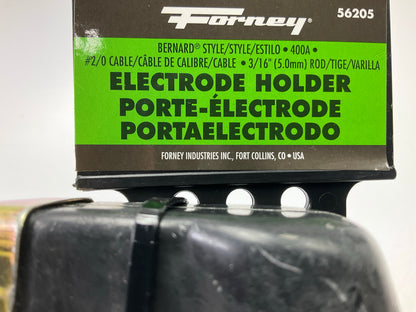 Forney® 56205
BERNARD® STYLE/STYLE/ESTILO • 400A •
#2/0 CABLE/CÂBLE DE CALIBRE/CABLE • 3/16" (5.0mm) ROD/TIGE/VARILLA
ELECTRODE HOLDER
PORTE-ÉLECTRODE
PORTAELECTRODO
FORNEY INDUSTRIES INC., FORT COLLINS, CO • USA